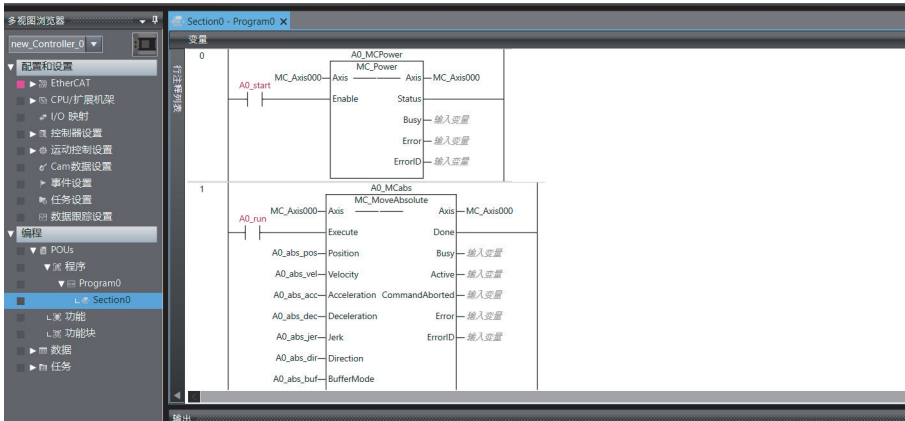 多视图浏览器
new_Controller_0
配置和设置
EtherCAT
CPU/扩展机架
I/O 映射
控制器设置
运动控制设置
Cam数据设置
事件设置
任务设置
数据跟踪设置
编程
POUs
程序
Program0
Section0
功能
功能块
数据
任务
Section0 - Program0
变量
行注释列表
0
A0_MCPower
MC_Power
MC_Axis000 Axis Axis MC_Axis000
A0_start
Enable Status
Busy 输入变量
Error 输入变量
ErrorID 输入变量
1
A0_MCabs
MC_MoveAbsolute
MC_Axis000 Axis Axis MC_Axis000
A0_run
Execute Done
A0_abs_pos Position Busy 输入变量
A0_abs_vel Velocity Active 输入变量
A0_abs_acc Acceleration CommandAborted 输入变量
A0_abs_dec Deceleration Error 输入变量
A0_abs_jer Jerk ErrorID 输入变量
A0_abs_dir Direction
A0_abs_buf BufferMode
输出